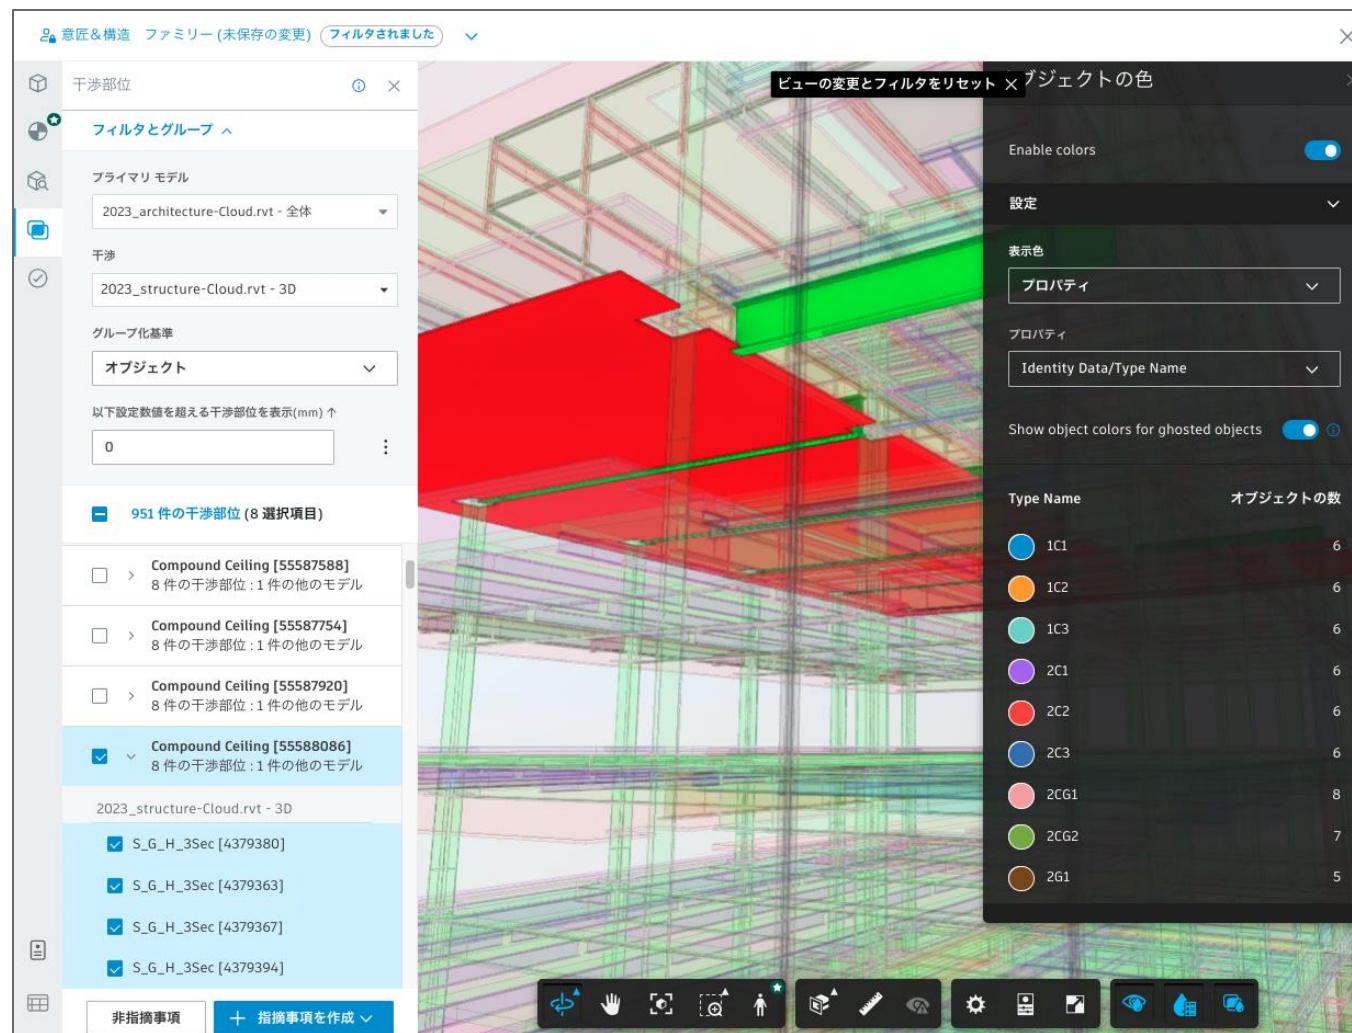 意匠&構造 ファミリー (未保存の変更) フィルタされました
干渉部位
フィルタとグループ
プライマリ モデル
2023_architecture-Cloud.rvt - 全体
干渉
2023_structure-Cloud.rvt - 3D
グループ化基準
オブジェクト
以下設定数値を超える干渉部位を表示(mm) ↑
0
951 件の干渉部位 (8 選択項目)
Compound Ceiling [55587588]
8 件の干渉部位 : 1 件の他のモデル
Compound Ceiling [55587754]
8 件の干渉部位 : 1 件の他のモデル
Compound Ceiling [55587920]
8 件の干渉部位 : 1 件の他のモデル
Compound Ceiling [55588086]
8 件の干渉部位 : 1 件の他のモデル
2023_structure-Cloud.rvt - 3D
S_G_H_3Sec [4379380]
S_G_H_3Sec [4379363]
S_G_H_3Sec [4379367]
S_G_H_3Sec [4379394]
非指摘事項
+ 指摘事項を作成
ビューの変更とフィルタをリセット ×
ブジェクトの色
Enable colors
設定
表示色
プロパティ
プロパティ
Identity Data/Type Name
Show object colors for ghosted objects
Type Name オブジェクトの数
1C1 6
1C2 6
1C3 6
2C1 6
2C2 6
2C3 6
2CG1 8
2CG2 7
2G1 5